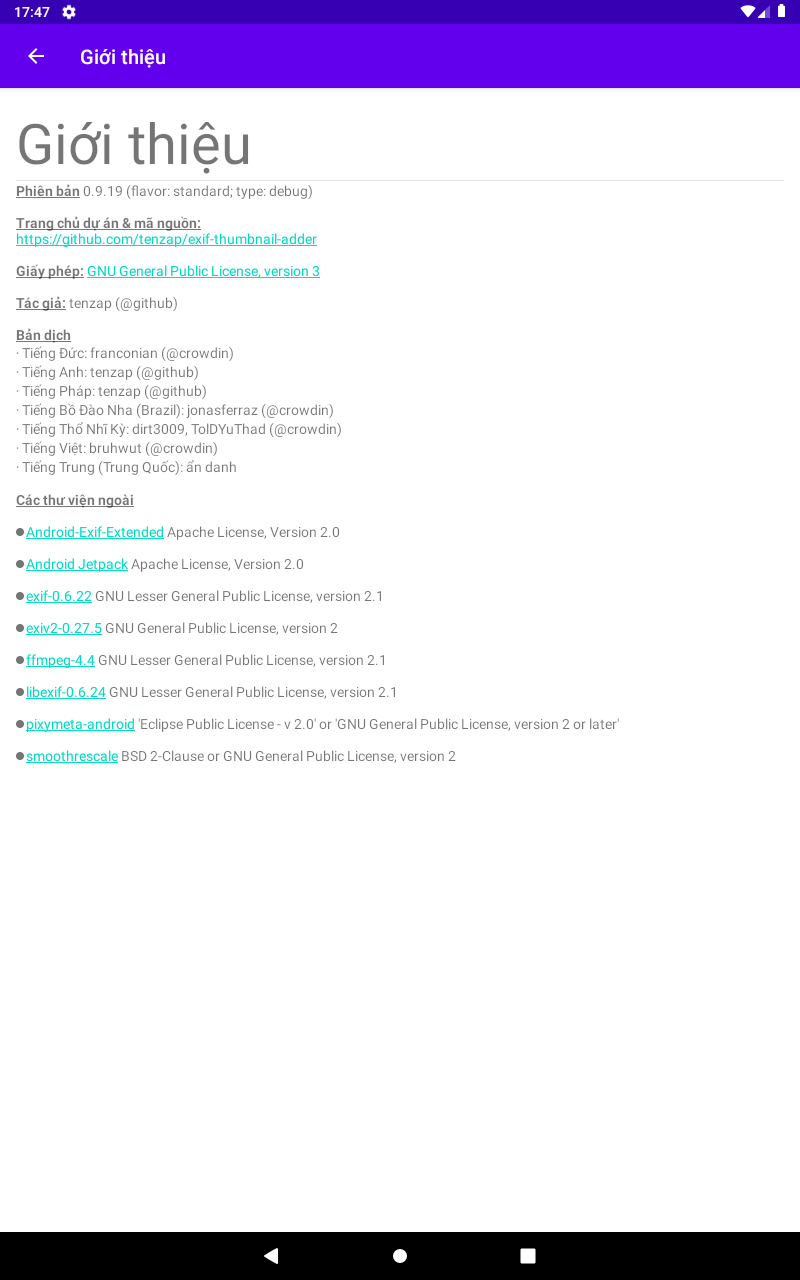 17:47
Giới thiệu
Giới thiệu
Phiên bản 0.9.19 (flavor: standard; type: debug)
Trang chủ dự án & mã nguồn:
https://github.com/tenzap/exif-thumbnail-adder
Giấy phép: GNU General Public License, version 3
Tác giả: tenzap (@github)
Bản dịch
· Tiếng Đức: franconian (@crowdin)
· Tiếng Anh: tenzap (@github)
· Tiếng Pháp: tenzap (@github)
· Tiếng Bồ Đào Nha (Brazil): jonasferraz (@crowdin)
· Tiếng Thổ Nhĩ Kỳ: dirt3009, TolDYuThad (@crowdin)
· Tiếng Việt: bruhwut (@crowdin)
· Tiếng Trung (Trung Quốc): ẩn danh
Các thư viện ngoài
● Android-Exif-Extended Apache License, Version 2.0
● Android Jetpack Apache License, Version 2.0
● exif-0.6.22 GNU Lesser General Public License, version 2.1
● exiv2-0.27.5 GNU General Public License, version 2
● ffmpeg-4.4 GNU Lesser General Public License, version 2.1
● libexif-0.6.24 GNU Lesser General Public License, version 2.1
● pixymeta-android 'Eclipse Public License - v 2.0' or 'GNU General Public License, version 2 or later'
● smoothrescale BSD 2-Clause or GNU General Public License, version 2